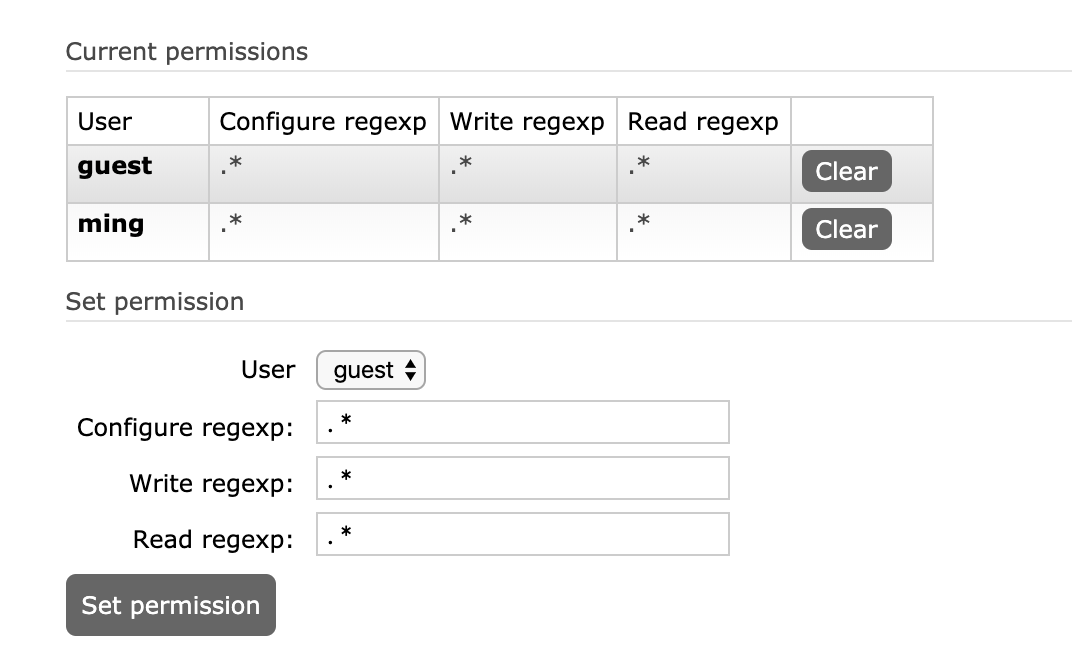 Current permissions
User Configure regexp Write regexp Read regexp
guest .* .* .* Clear
ming .* .* .* Clear
Set permission
User guest
Configure regexp: .*
Write regexp: .*
Read regexp: .*
Set permission